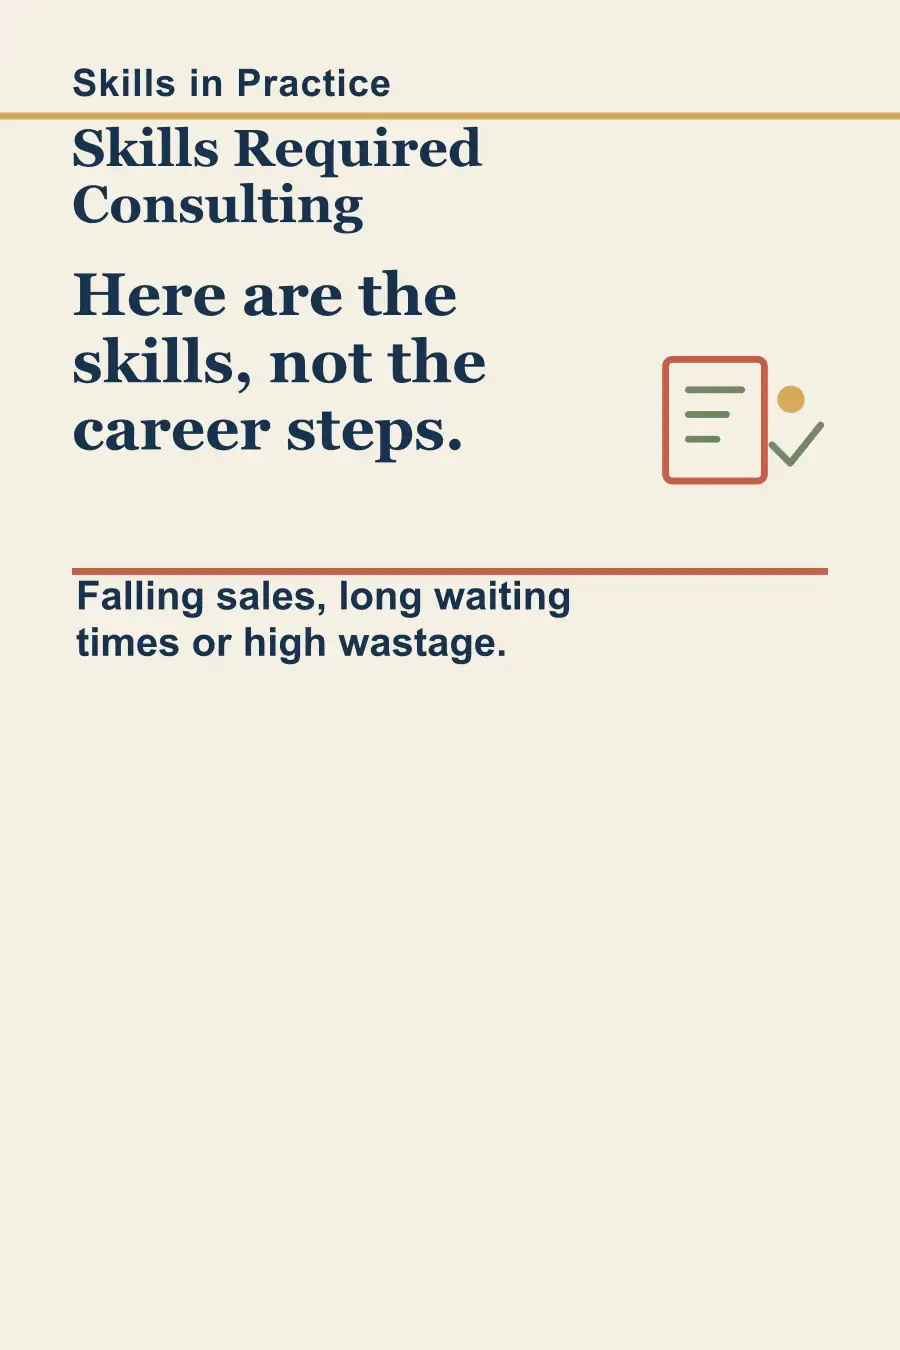 Skills in Practice
Skills Required
Consulting
Here are the
skills, not the
career steps.
Falling sales, long waiting
times or high wastage.